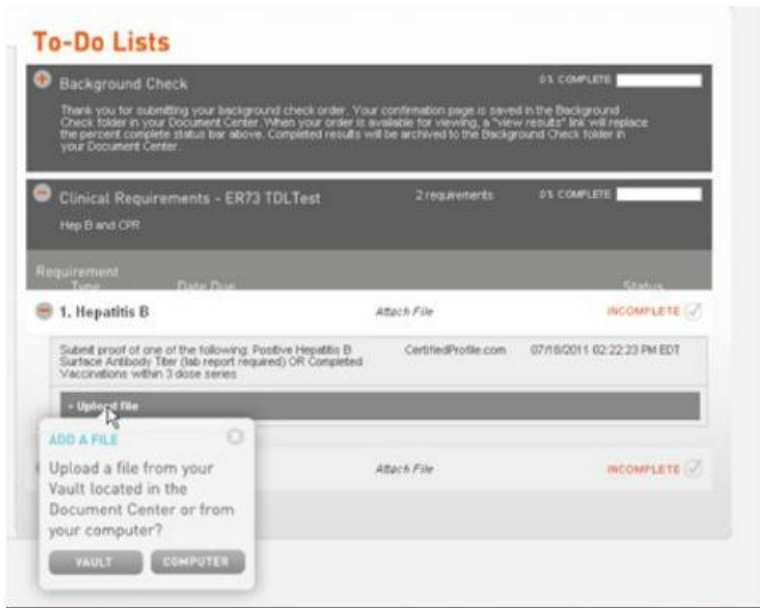 To-Do Lists
Background Check
0% COMPLETE
Thank you for submitting your background check order. Your confirmation page is saved in the Background
Check folder in your Document Center. When your order is available for viewing, a "view results" link will replace
the percent complete status bar above. Completed results will be archived to the Background Check folder in
your Document Center.
Clinical Requirements - ER73 TDLTest
2 requirements
0% COMPLETE
Hep B and CPR
Requirement
Type
Date Due
Status
1. Hepatitis B
Attach File
INCOMPLETE
Submit proof of one of the following: Positive Hepatitis B
Surface Antibody Titer (lab report required) OR Completed
Vaccinations within 3 dose series
CertifiedProfile.com
07/18/2011 02:22:23 PM EDT
- Upload file
ADD A FILE
Upload a file from your
Vault located in the
Document Center or from
your computer?
VAULT
COMPUTER
Attach File
INCOMPLETE